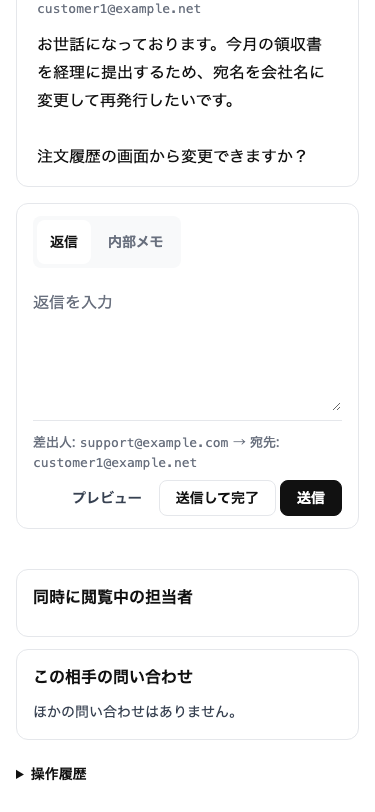 customer1@example.net
お世話になっております。今月の領収書
を経理に提出するため、宛名を会社名に
変更して再発行したいです。
注文履歴の画面から変更できますか？
返信 内部メモ
返信を入力
差出人: support@example.com → 宛先:
customer1@example.net
プレビュー 送信して完了 送信
同時に閲覧中の担当者
この相手の問い合わせ
ほかの問い合わせはありません。
▶ 操作履歴